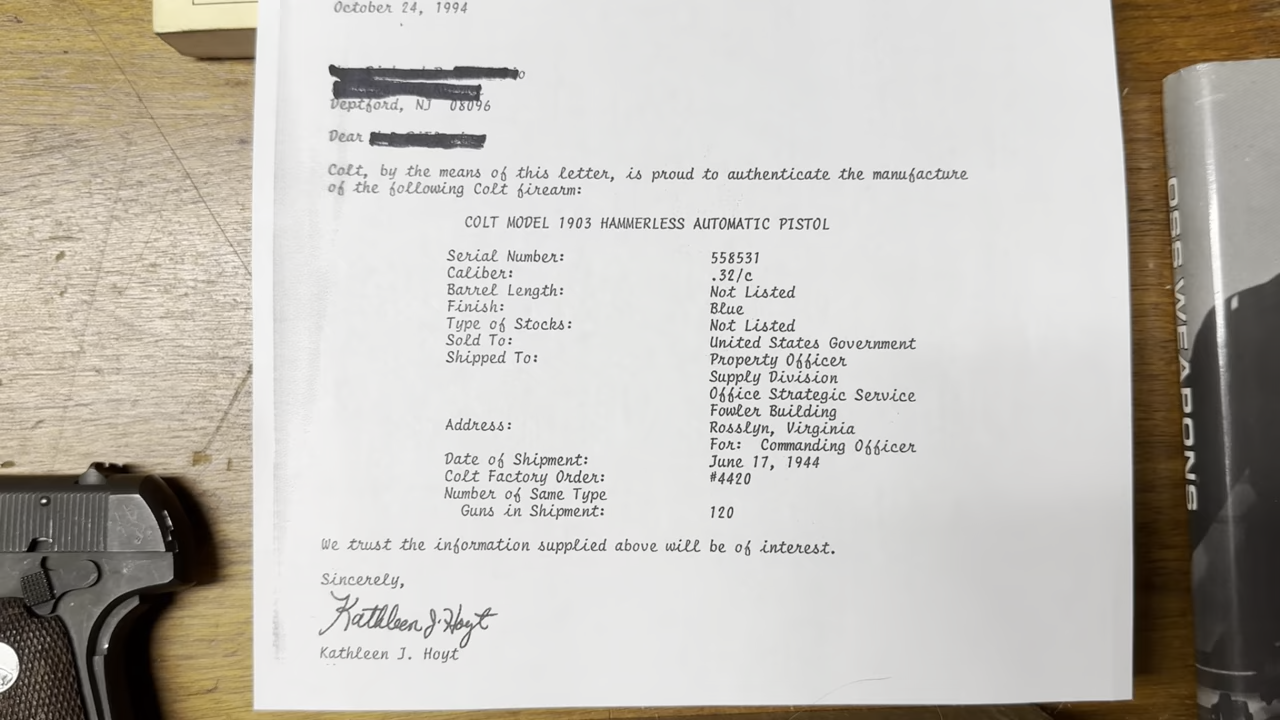 October 24, 1994
Deptford, NJ 08096
Dear
Colt, by the means of this letter, is proud to authenticate the manufacture
of the following Colt firearm:
COLT MODEL 1903 HAMMERLESS AUTOMATIC PISTOL
Serial Number: 558531
Caliber: .32/c
Barrel Length: Not Listed
Finish: Blue
Type of Stocks: Not Listed
Sold To: United States Government
Shipped To: Property Officer
Supply Division
Office Strategic Service
Fowler Building
Address: Rosslyn, Virginia
For: Commanding Officer
Date of Shipment: June 17, 1944
Colt Factory Order: #4420
Number of Same Type
Guns in Shipment: 120
We trust the information supplied above will be of interest.
Sincerely,
Kathleen J. Hoyt
Kathleen J. Hoyt
OSS WEAPONS